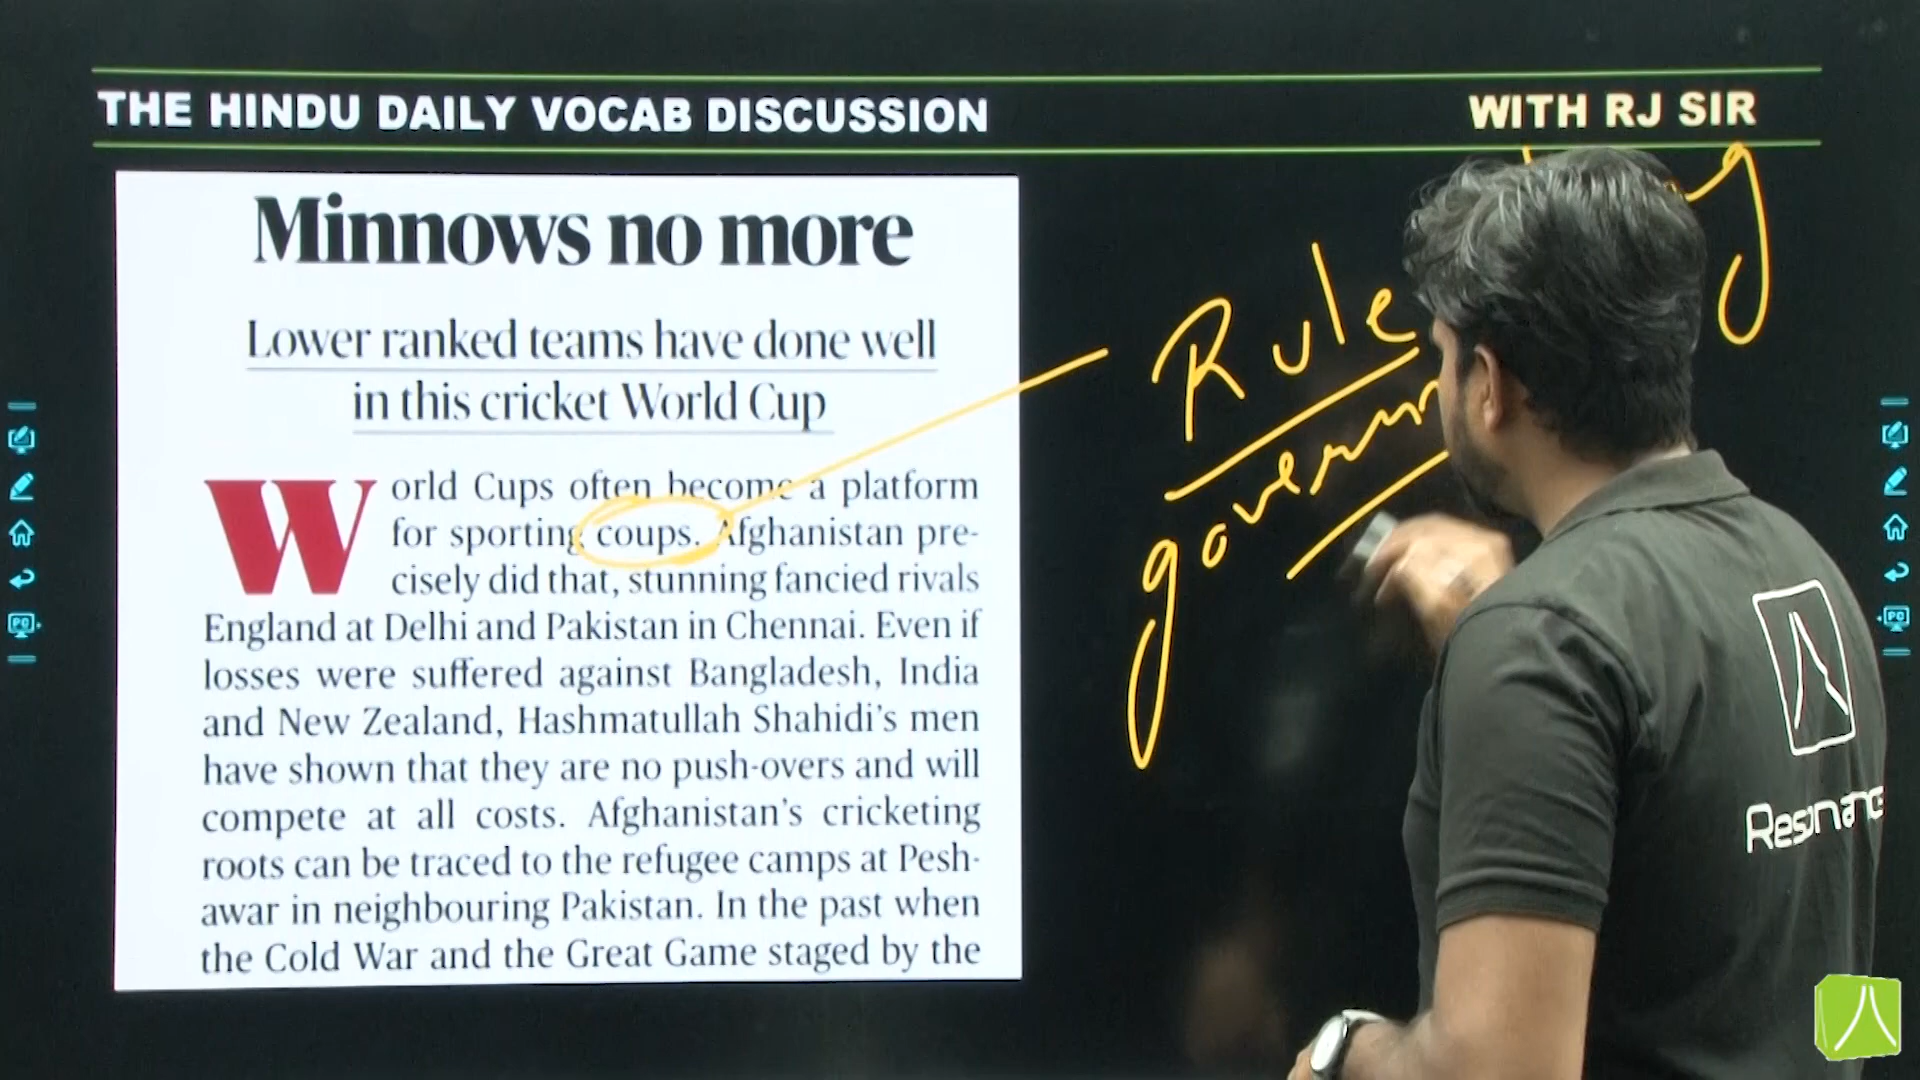 THE HINDU DAILY VOCAB DISCUSSION
WITH RJ SIR
Minnows no more
Lower ranked teams have done well
in this cricket World Cup
World Cups often become a platform
for sporting coups. Afghanistan pre-
cisely did that, stunning fancied rivals
England at Delhi and Pakistan in Chennai. Even if
losses were suffered against Bangladesh, India
and New Zealand, Hashmatullah Shahidi's men
have shown that they are no push-overs and will
compete at all costs. Afghanistan's cricketing
roots can be traced to the refugee camps at Pesh-
awar in neighbouring Pakistan. In the past when
the Cold War and the Great Game staged by the
Rule
PC
PC